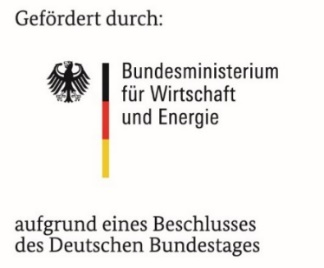 Gefördert durch:
Bundesministerium
für Wirtschaft
und Energie
aufgrund eines Beschlusses
des Deutschen Bundestages